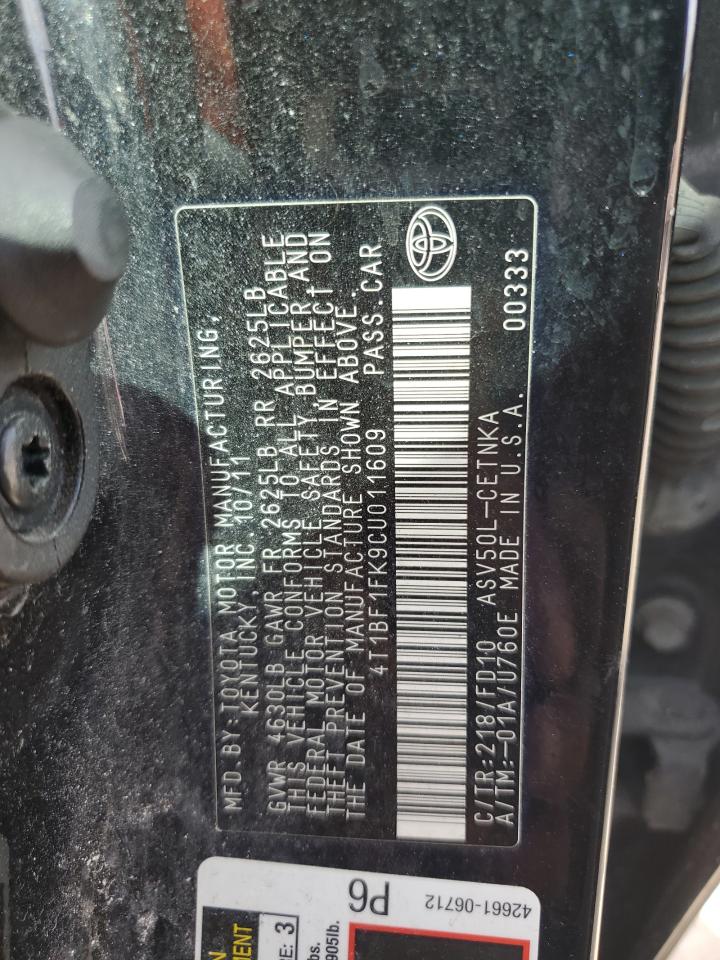 MFD.BY:TOYOTA MOTOR MANUFACTURING,
KENTUCKY, INC. 10/11
GVWR 4630LB GAWR FR 2625LB RR 2625LB
THIS VEHICLE CONFORMS TO ALL APPLICABLE
FEDERAL MOTOR VEHICLE SAFETY, BUMPER AND
THEFT PREVENTION STANDARDS IN EFFECT ON
THE DATE OF MANUFACTURE SHOWN ABOVE.
4T1BF1FK9CU011609 PASS.CAR
C/TR:218/FD10 ASV50L-CETNKA 00333
A/TM:-01A/U760E MADE IN U.S.A.
P6
42661-06712
3
905lb.